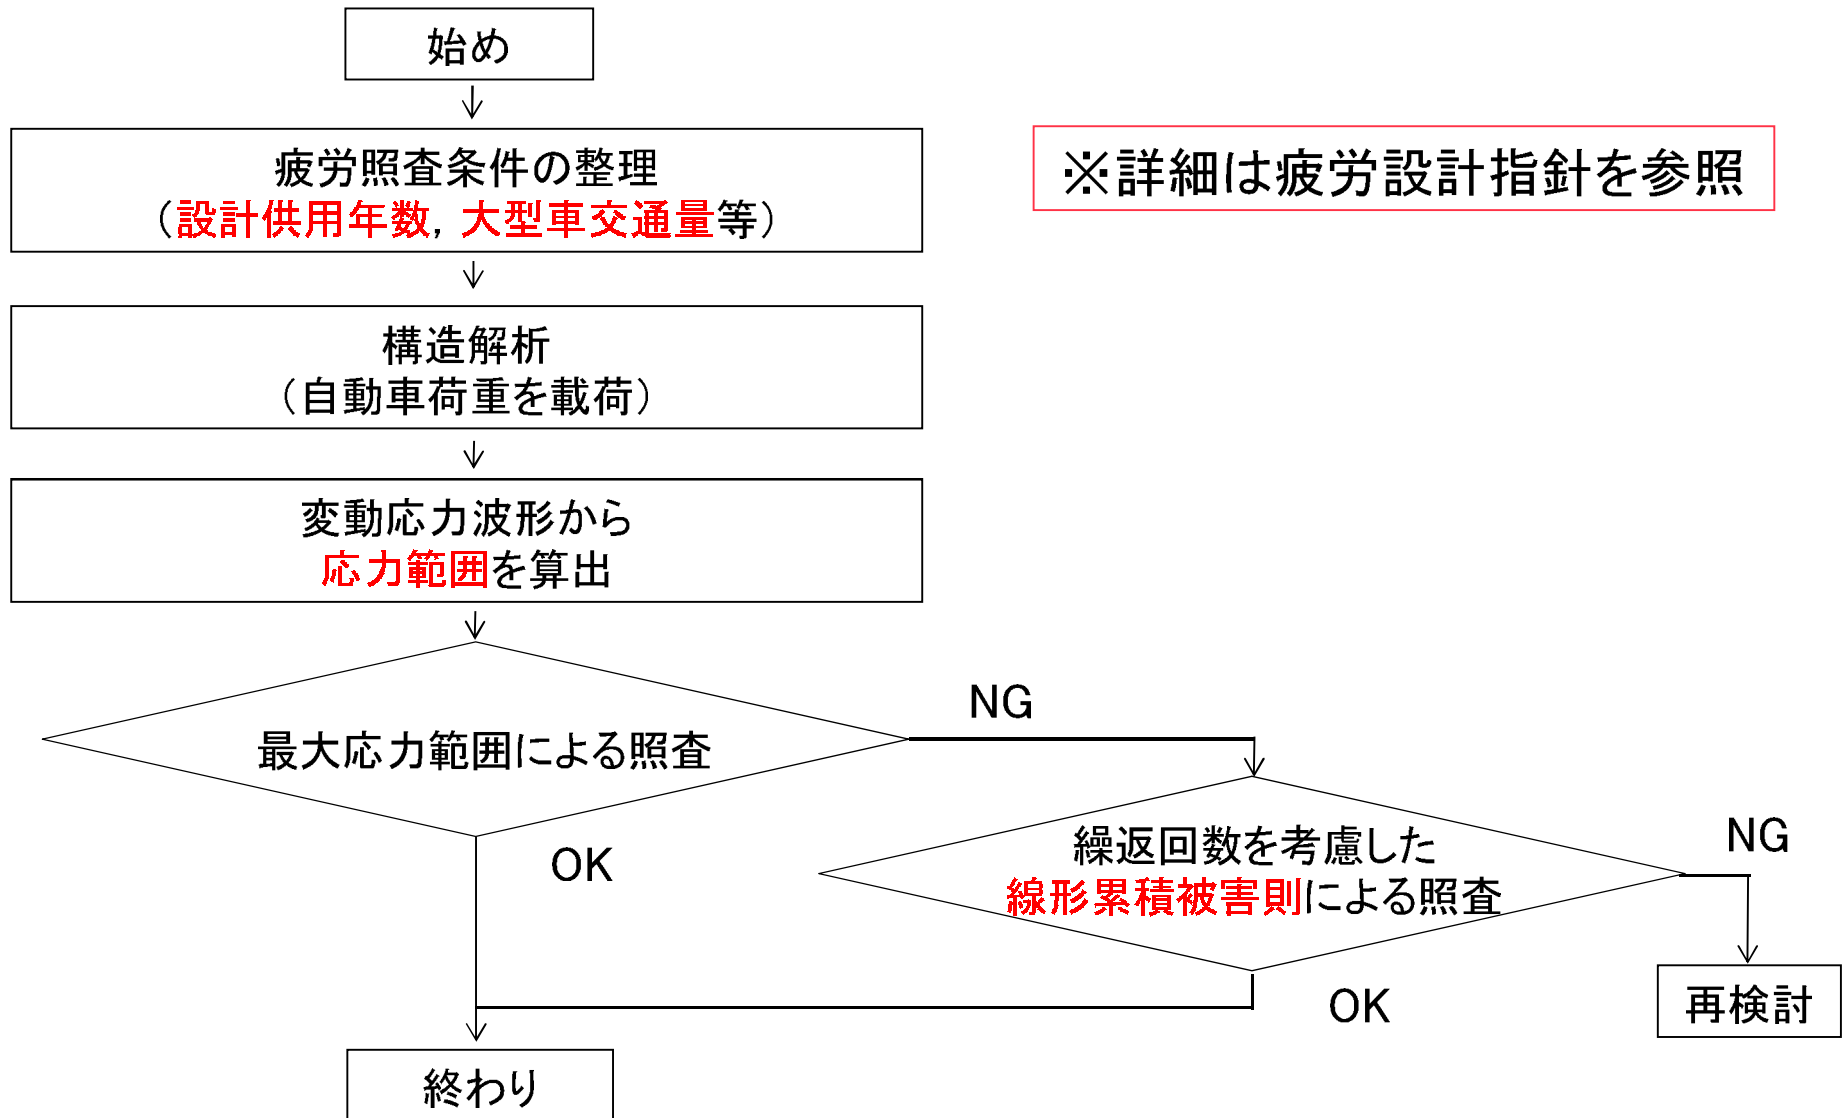 始め
疲労照査条件の整理
（設計供用年数，大型車交通量等）
※詳細は疲労設計指針を参照
構造解析
（自動車荷重を載荷）
変動応力波形から
応力範囲を算出
最大応力範囲による照査
NG
OK
繰返回数を考慮した
線形累積被害則による照査
NG
OK
再検討
終わり